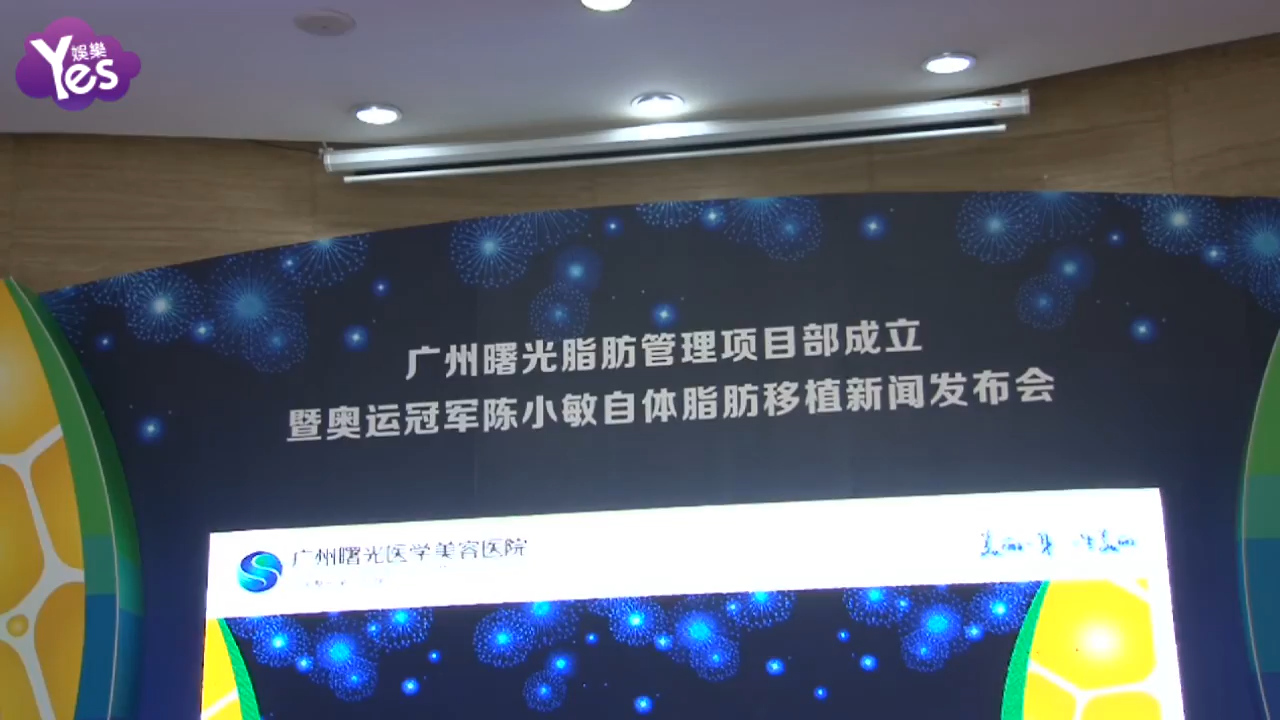 娛樂
Yes
广州曙光脂肪管理项目部成立
暨奥运冠军陈小敏自体脂肪移植新闻发布会
广州曙光医学美容医院